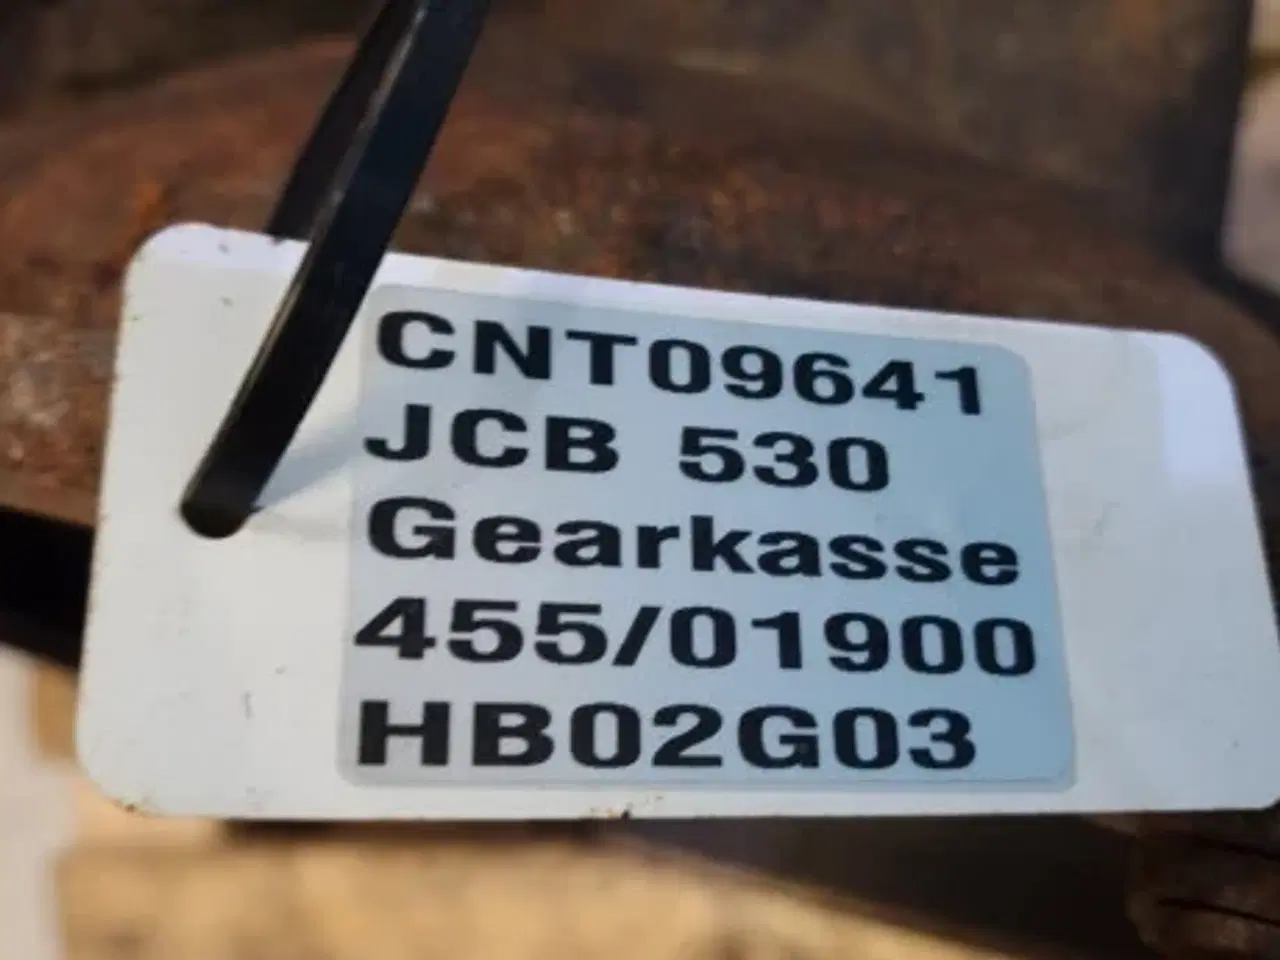 CNT09641
JCB 530
Gearkasse
455/01900
HB02G03